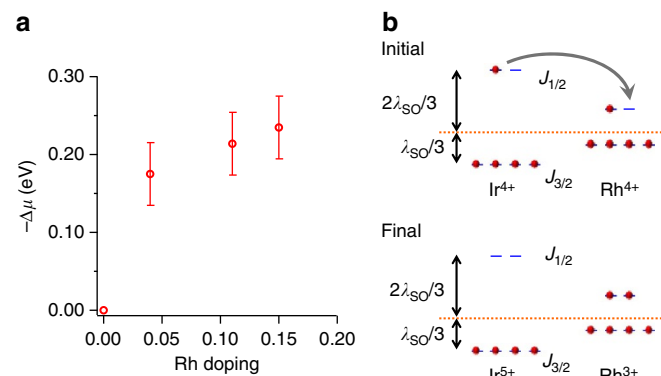 a
−Δμ (eV)
0.30
0.20
0.10
0.00
0.00 0.05 0.10 0.15 0.20
Rh doping
b
Initial
2λSO/3
J1/2
λSO/3
J3/2
Ir4+ Rh4+
Final
2λSO/3
J1/2
λSO/3
J3/2
Ir5+ Rh3+